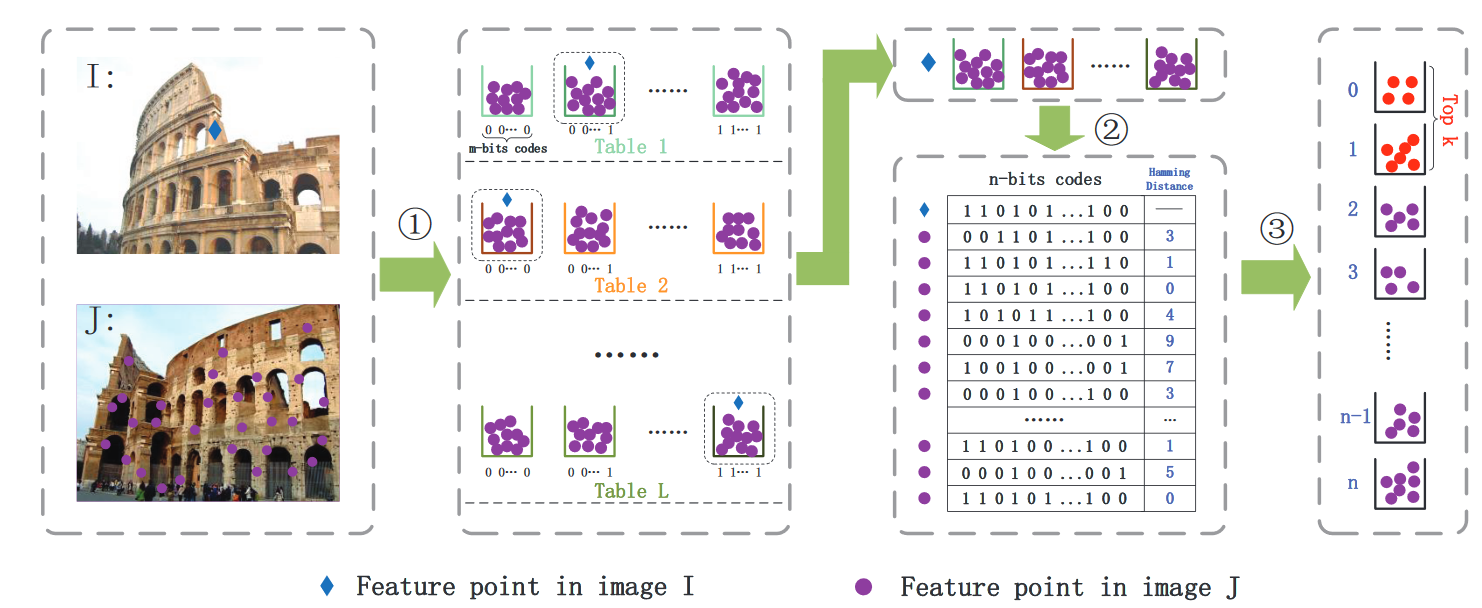 I:
J:
①
0 0··· 0
0 0··· 1
······
1 1··· 1
m-bits codes
Table 1
······
0 0··· 0
0 0··· 1
1 1··· 1
Table 2
······
······
0 0··· 0
0 0··· 1
1 1··· 1
Table L
······
②
n-bits codes
Hamming
Distance
1 1 0 1 0 1 ...1 0 0 —
0 0 1 1 0 1 ...1 0 0 3
1 1 0 1 0 1 ...1 1 0 1
1 1 0 1 0 1 ...1 0 0 0
1 0 1 0 1 1 ...1 0 0 4
0 0 0 1 0 0 ...0 0 1 9
1 0 0 1 0 0 ...0 0 1 7
0 0 0 1 0 0 ...1 0 0 3
······ ...
1 1 0 1 0 0 ...1 0 0 1
0 0 0 1 0 0 ...0 0 1 5
1 1 0 1 0 1 ...1 0 0 0
③
0
1
Top k
2
3
······
n-1
n
Feature point in image I
Feature point in image J